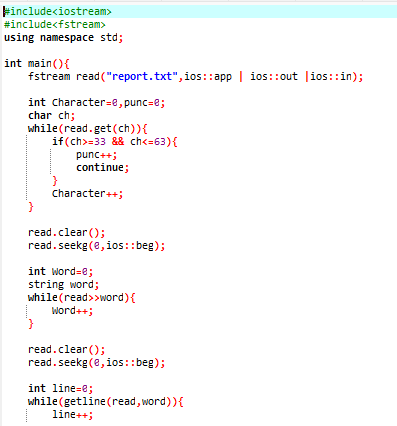 #include<iostream>
#include<fstream>
using namespace std;
int main(){
fstream read("report.txt",ios::app | ios::out |ios::in);
int Character=0,punc=0;
char ch;
while(read.get(ch)){
if(ch>=33 && ch<=63){
punc++;
continue;
}
Character++;
}
read.clear();
read.seekg(0,ios::beg);
int Word=0;
string word;
while(read>>word){
Word++;
}
read.clear();
read.seekg(0,ios::beg);
int line=0;
while(getline(read,word)){
line++;